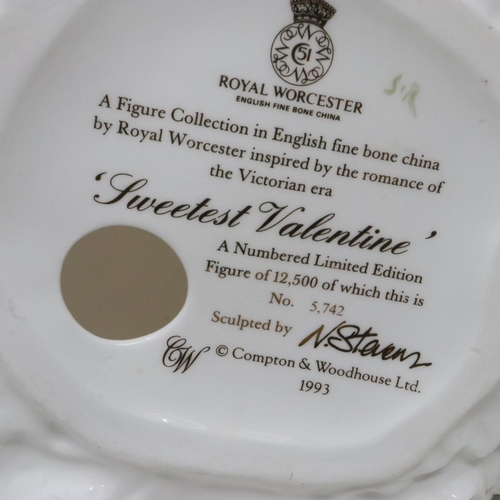 51
ROYAL WORCESTER
ENGLISH FINE BONE CHINA
A Figure Collection in English fine bone china
by Royal Worcester inspired by the romance of
the Victorian era
'Sweetest Valentine'
A Numbered Limited Edition
Figure of 12,500 of which this is
No. 5,742
Sculpted by N. Stevens
CW © Compton & Woodhouse Ltd.
1993